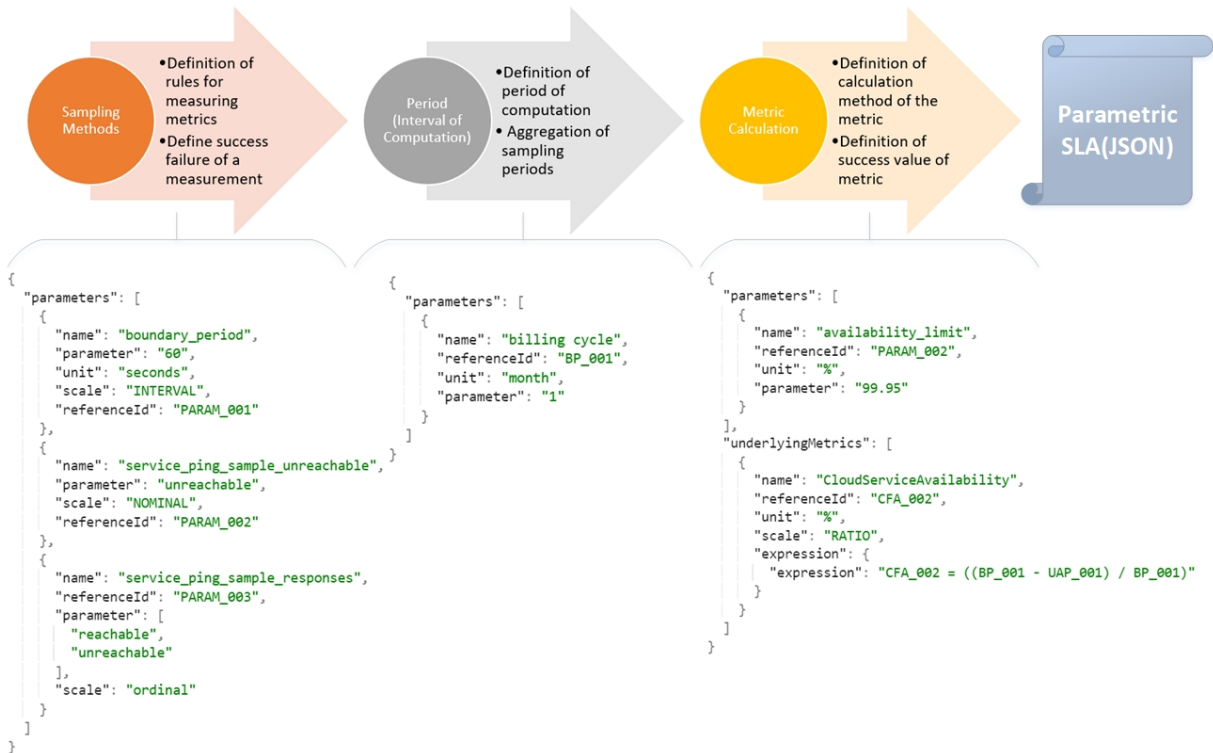 Sampling
Methods
•Definition of
rules for
measuring
metrics
•Define success
failure of a
measurement
Period
(Interval of
Computation)
•Definition of
period of
computation
• Aggregation of
sampling
periods
Metric
Calculation
•Definition of
calculation
method of the
metric
•Definition of
success value of
metric
Parametric
SLA(JSON)
{
"parameters": [
{
"name": "boundary_period",
"parameter": "60",
"unit": "seconds",
"scale": "INTERVAL",
"referenceId": "PARAM_001"
},
{
"name": "service_ping_sample_unreachable",
"parameter": "unreachable",
"scale": "NOMINAL",
"referenceId": "PARAM_002"
},
{
"name": "service_ping_sample_responses",
"referenceId": "PARAM_003",
"parameter": [
"reachable",
"unreachable"
],
"scale": "ordinal"
}
]
}
{
"parameters": [
{
"name": "billing cycle",
"referenceId": "BP_001",
"unit": "month",
"parameter": "1"
}
]
}
{
"parameters": [
{
"name": "availability_limit",
"referenceId": "PARAM_002",
"unit": "%",
"parameter": "99.95"
}
],
"underlyingMetrics": [
{
"name": "CloudServiceAvailability",
"referenceId": "CFA_002",
"unit": "%",
"scale": "RATIO",
"expression": {
"expression": "CFA_002 = ((BP_001 - UAP_001) / BP_001)"
}
}
]
}